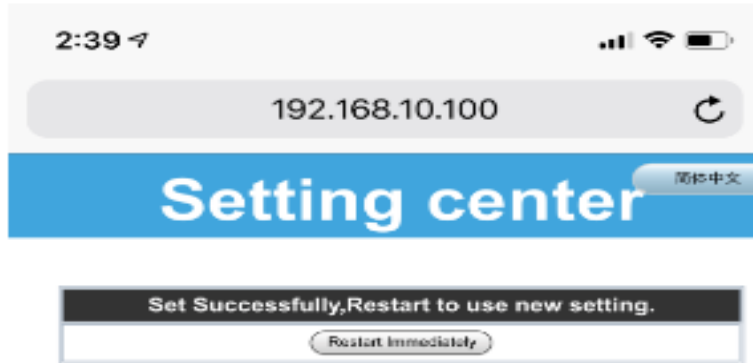 2:39
192.168.10.100
简体中文
Setting center
Set Successfully,Restart to use new setting.
Restart Immediately